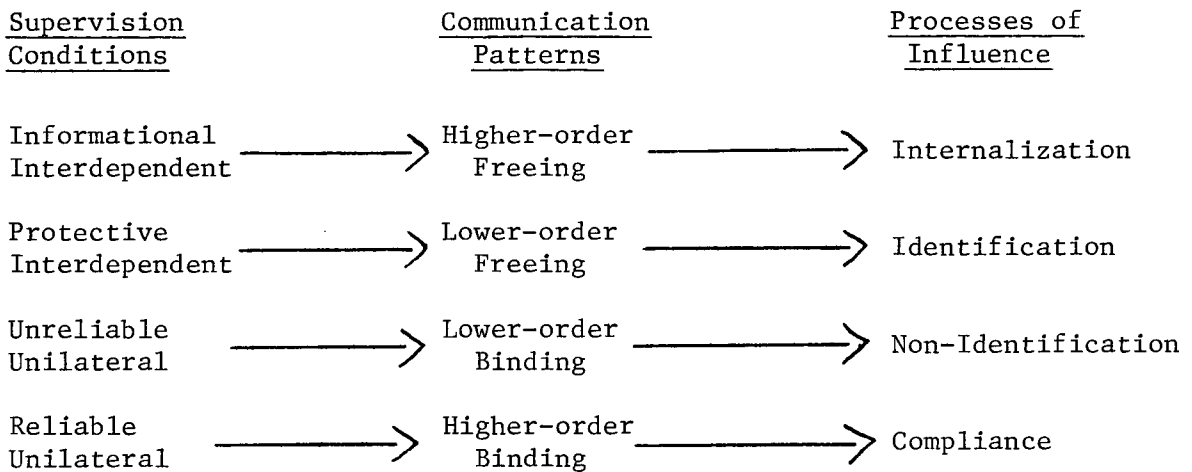 Supervision Communication Processes of
Conditions Patterns Influence
Informational Higher-order
Interdependent Freeing Internalization
Protective Lower-order
Interdependent Freeing Identification
Unreliable Lower-order
Unilateral Binding Non-Identification
Reliable Higher-order
Unilateral Binding Compliance